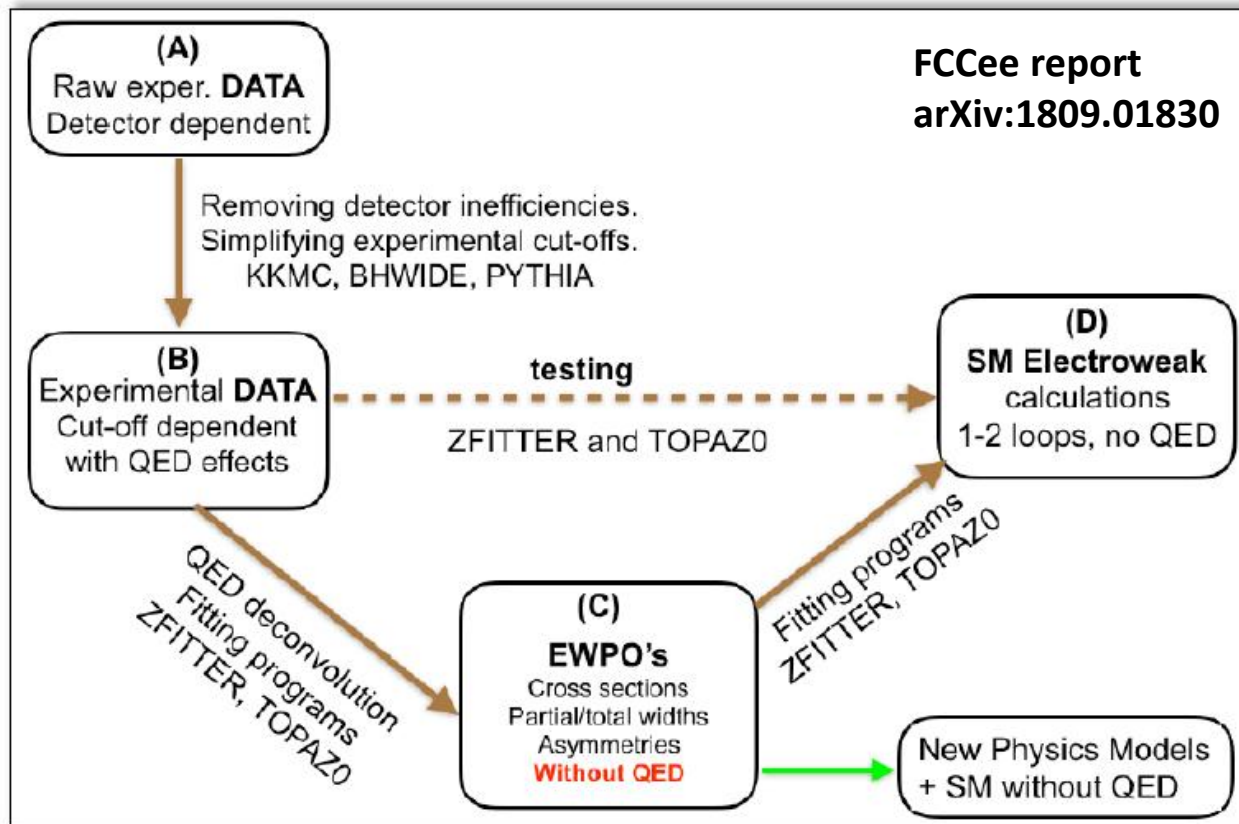 (A)
Raw exper. DATA
Detector dependent
FCCee report
arXiv:1809.01830
Removing detector inefficiencies.
Simplifying experimental cut-offs.
KKMC, BHWIDE, PYTHIA
(B)
Experimental DATA
Cut-off dependent
with QED effects
testing
ZFITTER and TOPAZ0
(D)
SM Electroweak
calculations
1-2 loops, no QED
QED deconvolution
Fitting programs
ZFITTER, TOPAZ0
(C)
EWPO's
Cross sections
Partial/total widths
Asymmetries
Without QED
Fitting programs
ZFITTER, TOPAZ0
New Physics Models
+ SM without QED